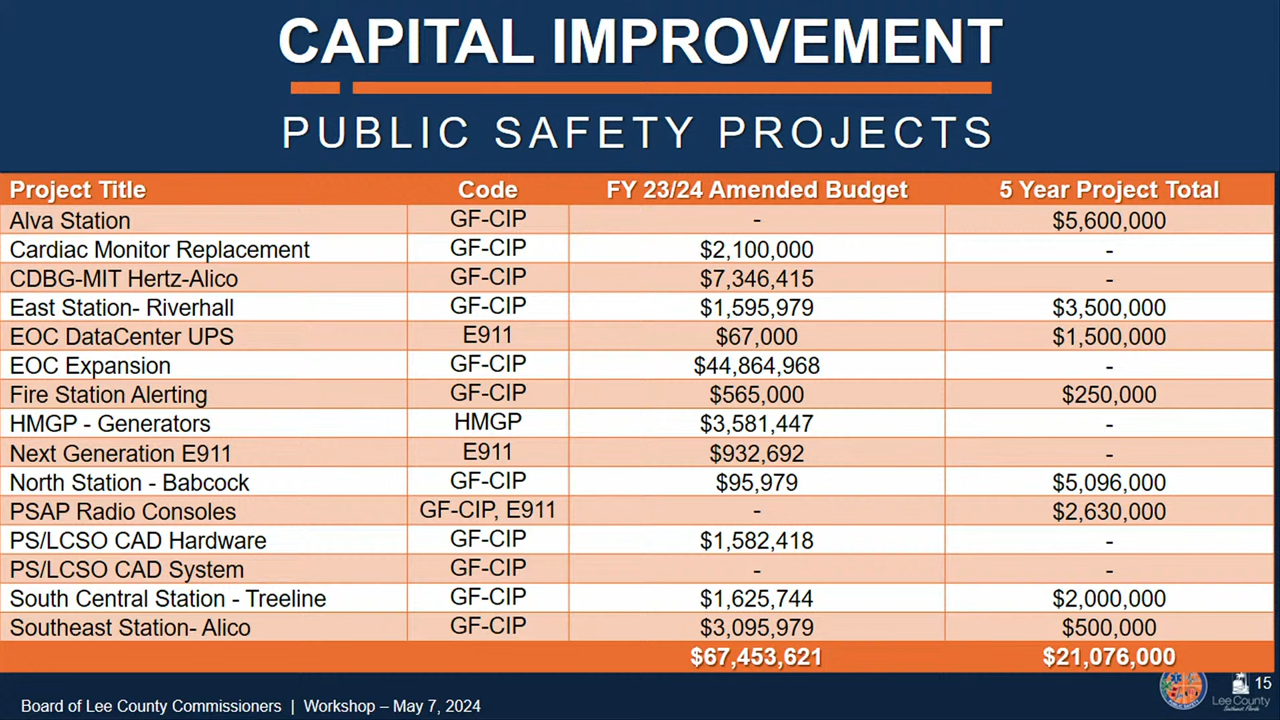 CAPITAL IMPROVEMENT
PUBLIC SAFETY PROJECTS
Project Title Code FY 23/24 Amended Budget 5 Year Project Total
Alva Station GF-CIP - $5,600,000
Cardiac Monitor Replacement GF-CIP $2,100,000 -
CDBG-MIT Hertz-Alico GF-CIP $7,346,415 -
East Station- Riverhall GF-CIP $1,595,979 $3,500,000
EOC DataCenter UPS E911 $67,000 $1,500,000
EOC Expansion GF-CIP $44,864,968 -
Fire Station Alerting GF-CIP $565,000 $250,000
HMGP - Generators HMGP $3,581,447 -
Next Generation E911 E911 $932,692 -
North Station - Babcock GF-CIP $95,979 $5,096,000
PSAP Radio Consoles GF-CIP, E911 - $2,630,000
PS/LCSO CAD Hardware GF-CIP $1,582,418 -
PS/LCSO CAD System GF-CIP - -
South Central Station - Treeline GF-CIP $1,625,744 $2,000,000
Southeast Station- Alico GF-CIP $3,095,979 $500,000
$67,453,621 $21,076,000
15
PUBLIC SAFETY
Lee County
Southwest Florida
Board of Lee County Commissioners | Workshop – May 7, 2024